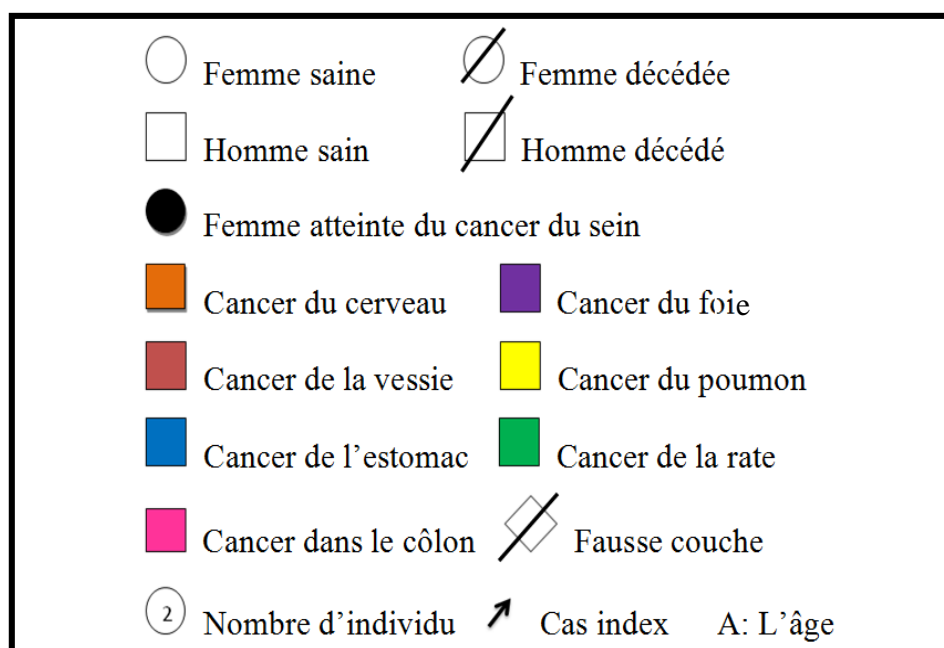 Femme saine Femme décédée
Homme sain Homme décédé
Femme atteinte du cancer du sein
Cancer du cerveau Cancer du foie
Cancer de la vessie Cancer du poumon
Cancer de l’estomac Cancer de la rate
Cancer dans le côlon Fausse couche
2 Nombre d’individu Cas index A: L’âge